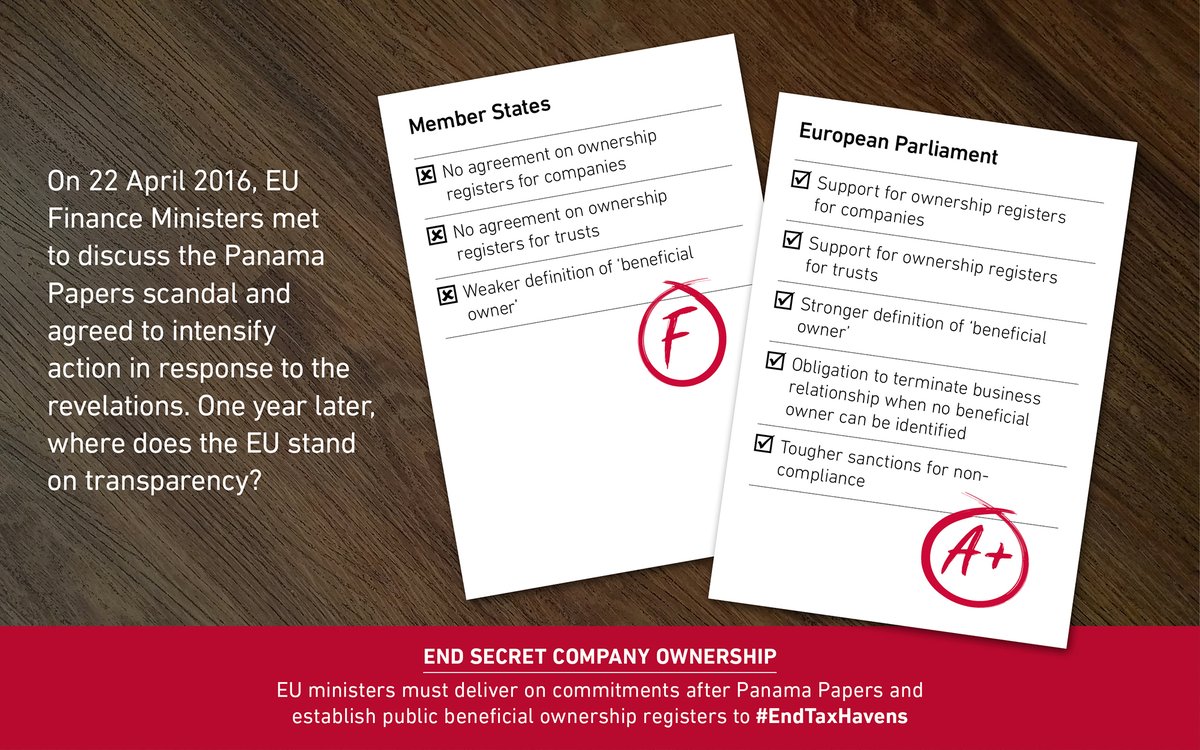 On 22 April 2016, EU
Finance Ministers met
to discuss the Panama
Papers scandal and
agreed to intensify
action in response to the
revelations. One year later,
where does the EU stand
on transparency?
Member States
No agreement on ownership
registers for companies
No agreement on ownership
registers for trusts
Weaker definition of ‘beneficial
owner’
F
European Parliament
Support for ownership registers
for companies
Support for ownership registers
for trusts
Stronger definition of ‘beneficial
owner’
Obligation to terminate business
relationship when no beneficial
owner can be identified
Tougher sanctions for non-
compliance
A+
END SECRET COMPANY OWNERSHIP
EU ministers must deliver on commitments after Panama Papers and
establish public beneficial ownership registers to #EndTaxHavens